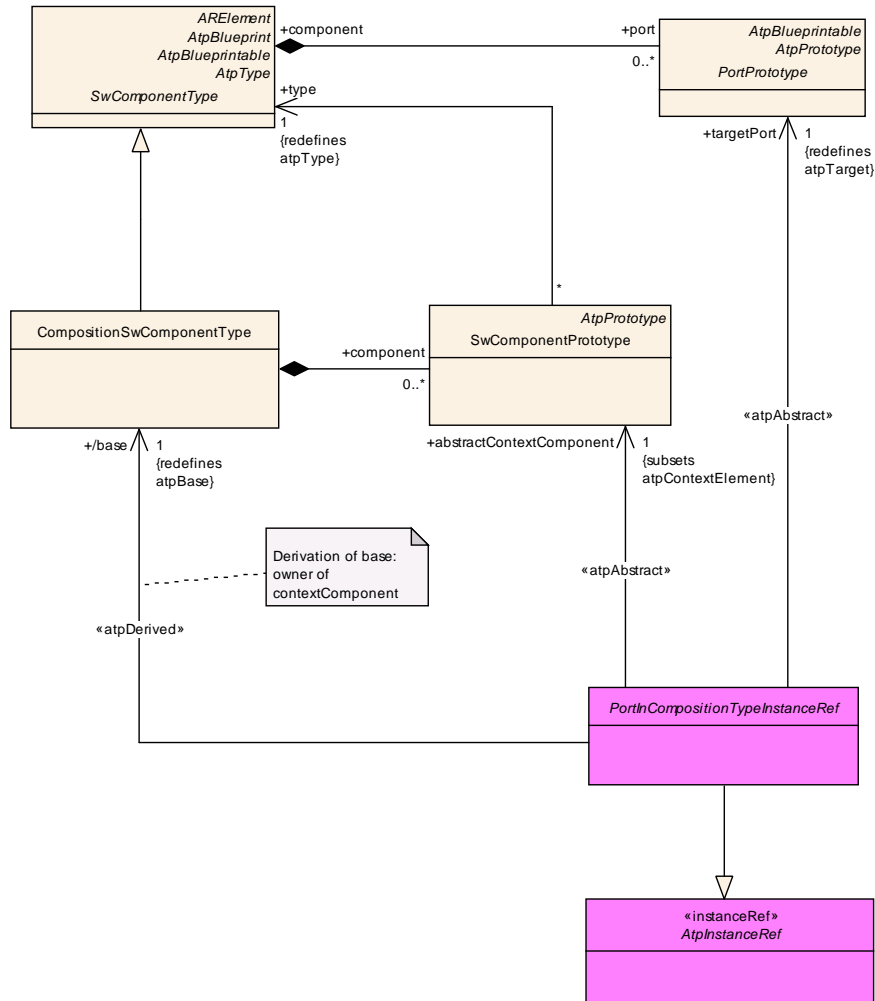 ARElement
AtpBlueprint
AtpBlueprintable
AtpType
SwComponentType
+component
+port
0..*
AtpBlueprintable
AtpPrototype
PortPrototype
+type
1
{redefines
atpType}
+targetPort
1
{redefines
atpTarget}
*
CompositionSwComponentType
AtpPrototype
SwComponentPrototype
+component
0..*
«atpAbstract»
+/base
1
{redefines
atpBase}
+abstractContextComponent
1
{subsets
atpContextElement}
Derivation of base:
owner of
contextComponent
«atpAbstract»
«atpDerived»
PortInCompositionTypeInstanceRef
«instanceRef»
AtpInstanceRef